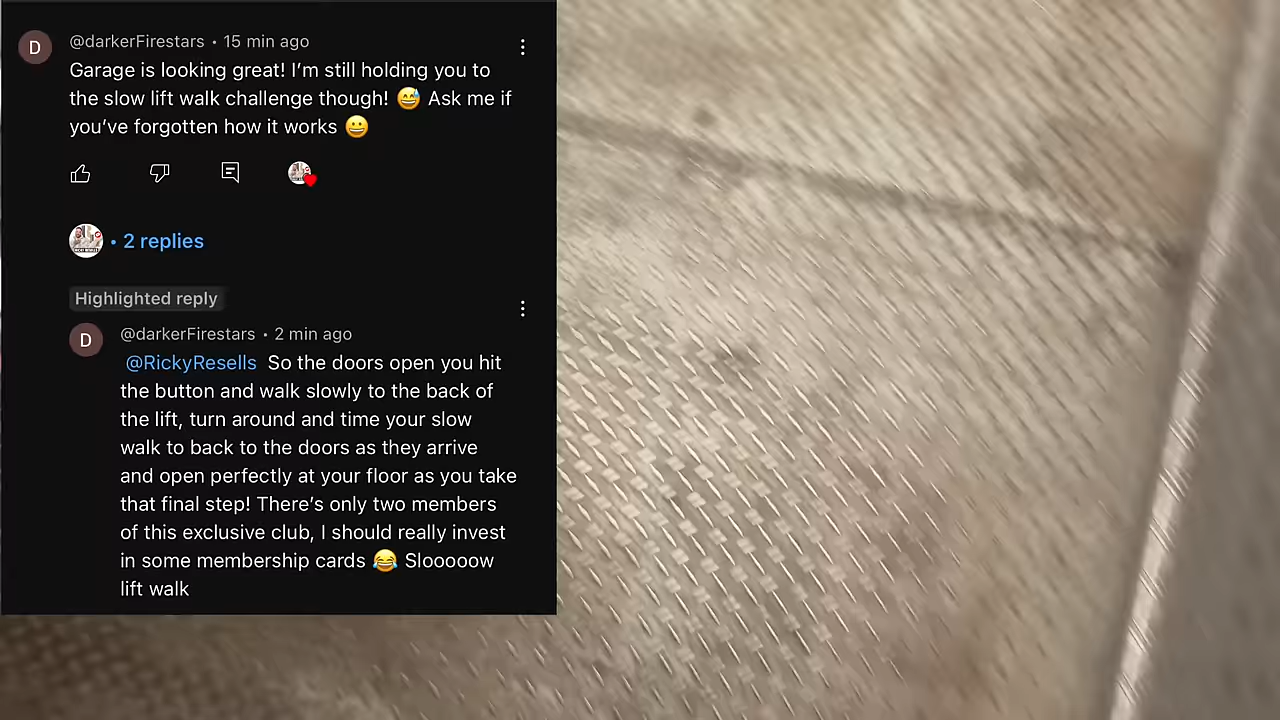 D
@darkerFirestars • 15 min ago
Garage is looking great! I’m still holding you to
the slow lift walk challenge though! 😅 Ask me if
you’ve forgotten how it works 😀
• 2 replies
Highlighted reply
D
@darkerFirestars • 2 min ago
@RickyResells So the doors open you hit
the button and walk slowly to the back of
the lift, turn around and time your slow
walk to back to the doors as they arrive
and open perfectly at your floor as you take
that final step! There’s only two members
of this exclusive club, I should really invest
in some membership cards 😂 Slooooow
lift walk